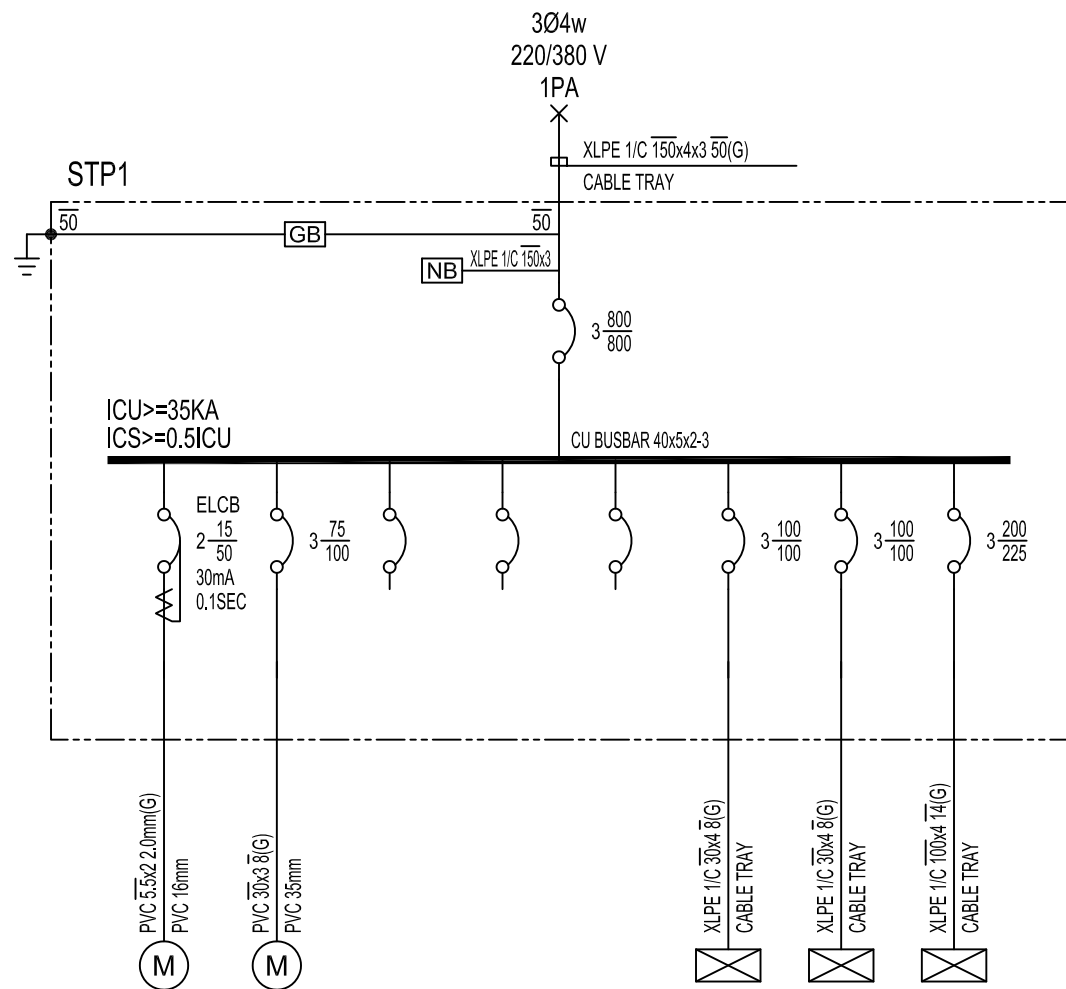 3Ø4w
220/380 V
1PA
XLPE 1/C 150x4x3 50(G)
CABLE TRAY
STP1
50
50
GB
NB
XLPE 1/C 150x3
3 800/800
ICU>=35KA
ICS>=0.5ICU
CU BUSBAR 40x5x2-3
ELCB
2 15/50
30mA
0.1SEC
3 75/100
3 100/100
3 100/100
3 200/225
PVC 5.5x2 2.0mm(G)
PVC 16mm
PVC 30x3 8(G)
PVC 35mm
XLPE 1/C 30x4 8(G)
CABLE TRAY
XLPE 1/C 30x4 8(G)
CABLE TRAY
XLPE 1/C 100x4 14(G)
CABLE TRAY
M
M